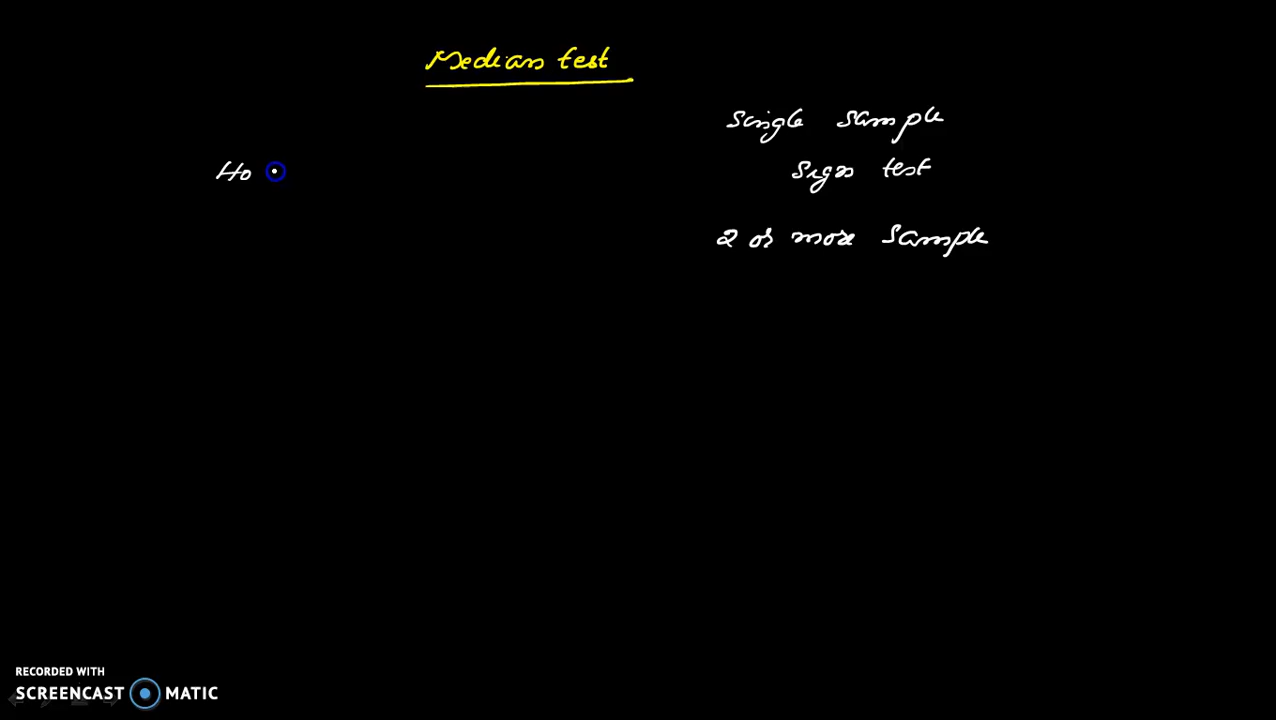 Median test
Single Sample
Sign test
Ho
2 or more Sample
RECORDED WITH
SCREENCAST MATIC